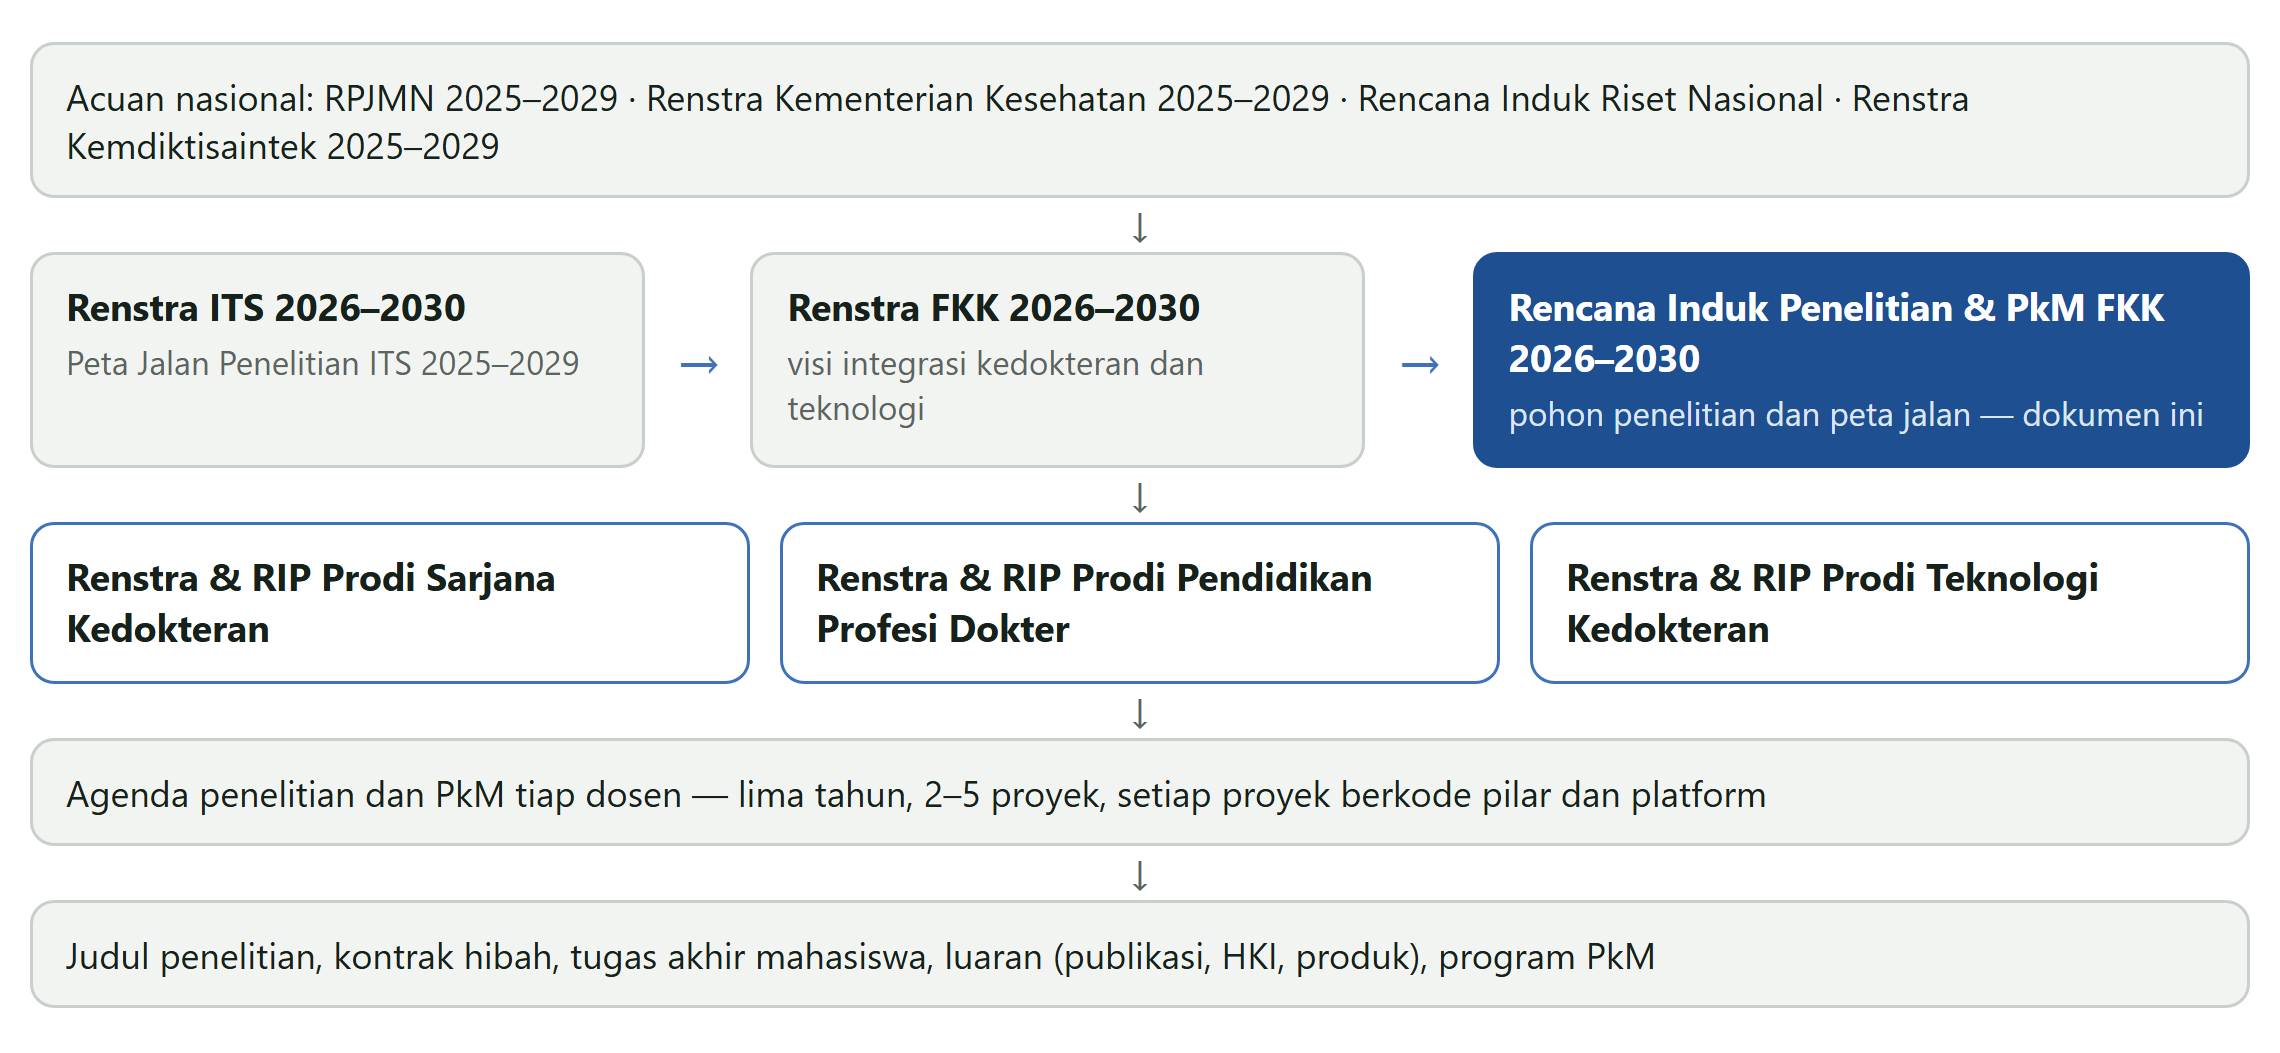 Acuan nasional: RPJMN 2025–2029 · Renstra Kementerian Kesehatan 2025–2029 · Rencana Induk Riset Nasional · Renstra
Kemdiktisaintek 2025–2029
↓
Renstra ITS 2026–2030
Peta Jalan Penelitian ITS 2025–2029
→
Renstra FKK 2026–2030
visi integrasi kedokteran dan
teknologi
→
Rencana Induk Penelitian & PkM FKK
2026–2030
pohon penelitian dan peta jalan — dokumen ini
↓
Renstra & RIP Prodi Sarjana
Kedokteran
Renstra & RIP Prodi Pendidikan
Profesi Dokter
Renstra & RIP Prodi Teknologi
Kedokteran
↓
Agenda penelitian dan PkM tiap dosen — lima tahun, 2–5 proyek, setiap proyek berkode pilar dan platform
↓
Judul penelitian, kontrak hibah, tugas akhir mahasiswa, luaran (publikasi, HKI, produk), program PkM